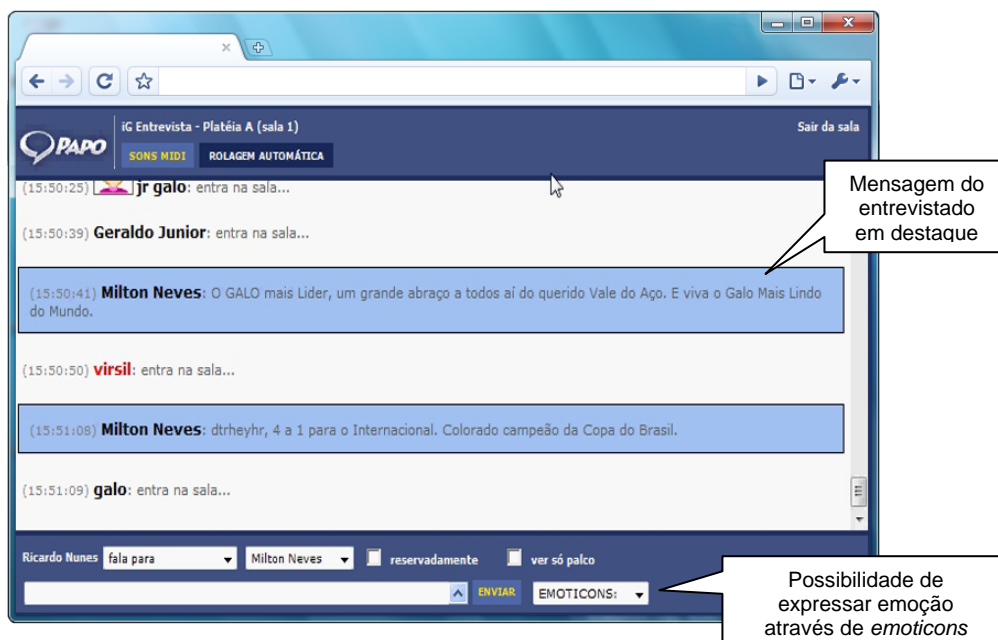 PAPO
iG Entrevista - Platéia A (sala 1)
Sair da sala
SONS MIDI ROLAGEM AUTOMÁTICA
(15:50:25) jr galo: entra na sala...
(15:50:39) Geraldo Junior: entra na sala...
(15:50:41) Milton Neves: O GALO mais Lider, um grande abraço a todos aí do querido Vale do Aço. E viva o Galo Mais Lindo
do Mundo.
(15:50:50) virsil: entra na sala...
(15:51:08) Milton Neves: dtrheyhr, 4 a 1 para o Internacional. Colorado campeão da Copa do Brasil.
(15:51:09) galo: entra na sala...
Ricardo Nunes fala para Milton Neves reservadamente ver só palco
ENVIAR EMOTICONS:
Mensagem do
entrevistado
em destaque
Possibilidade de
expressar emoção
através de emoticons